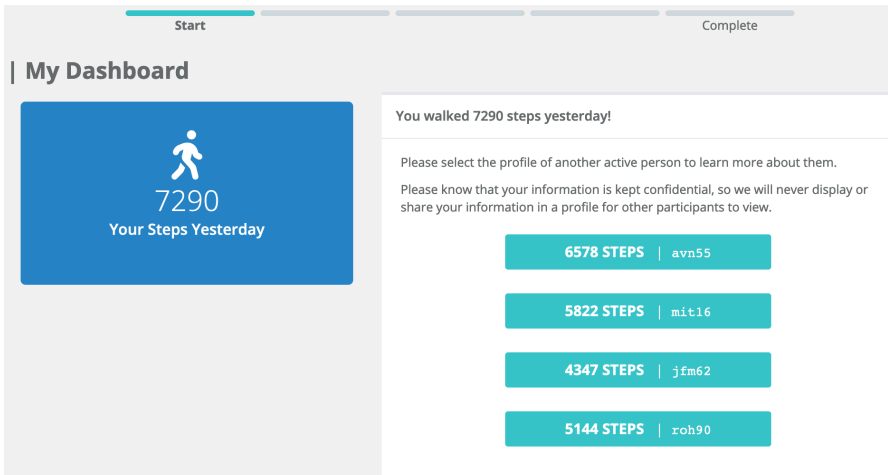 Start
Complete
| My Dashboard
7290
Your Steps Yesterday
You walked 7290 steps yesterday!
Please select the profile of another active person to learn more about them.
Please know that your information is kept confidential, so we will never display or
share your information in a profile for other participants to view.
6578 STEPS | avn55
5822 STEPS | mit16
4347 STEPS | jfm62
5144 STEPS | roh90